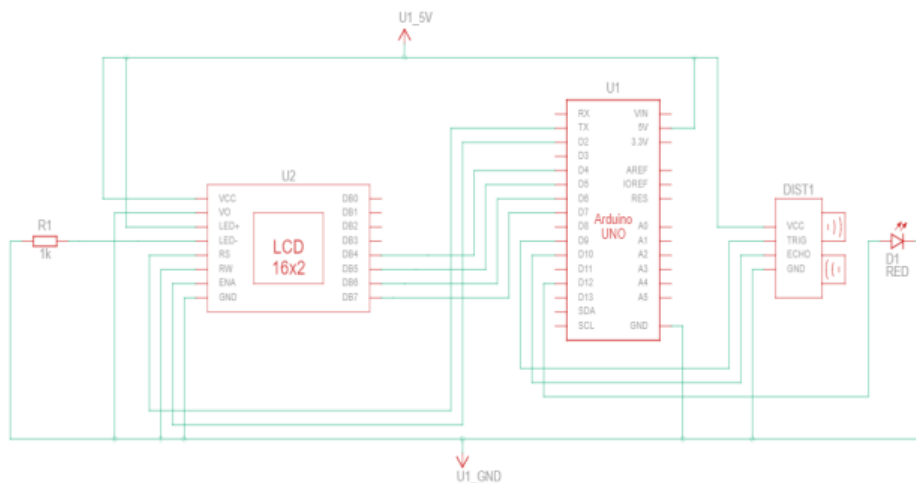 U1_5V
U1
RX
TX
D2
D3
D4
D5
D6
D7
D8
D9
D10
D11
D12
D13
SDA
SCL
VIN
5V
3.3V
AREF
IOREF
RES
A0
A1
A2
A3
A4
A5
GND
Arduino
UNO
U2
VCC
VO
LED+
LED-
RS
RW
ENA
GND
DB0
DB1
DB2
DB3
DB4
DB5
DB6
DB7
LCD
16x2
R1
1k
DIST1
VCC
TRIG
ECHO
GND
D1
RED
U1_GND